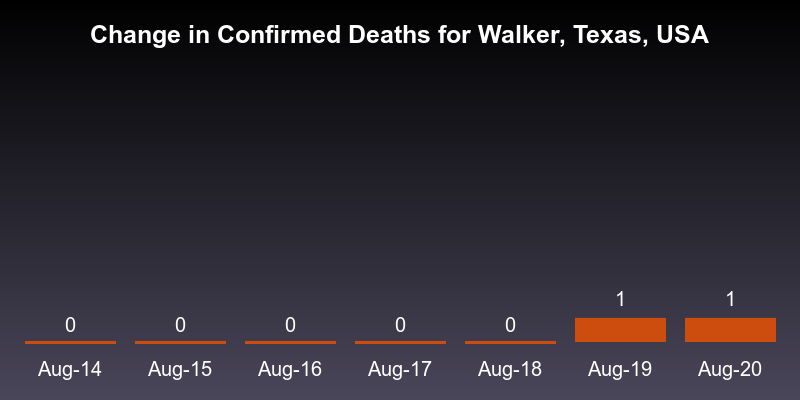 Change in Confirmed Deaths for Walker, Texas, USA
0 0 0 0 0 1 1
Aug-14 Aug-15 Aug-16 Aug-17 Aug-18 Aug-19 Aug-20